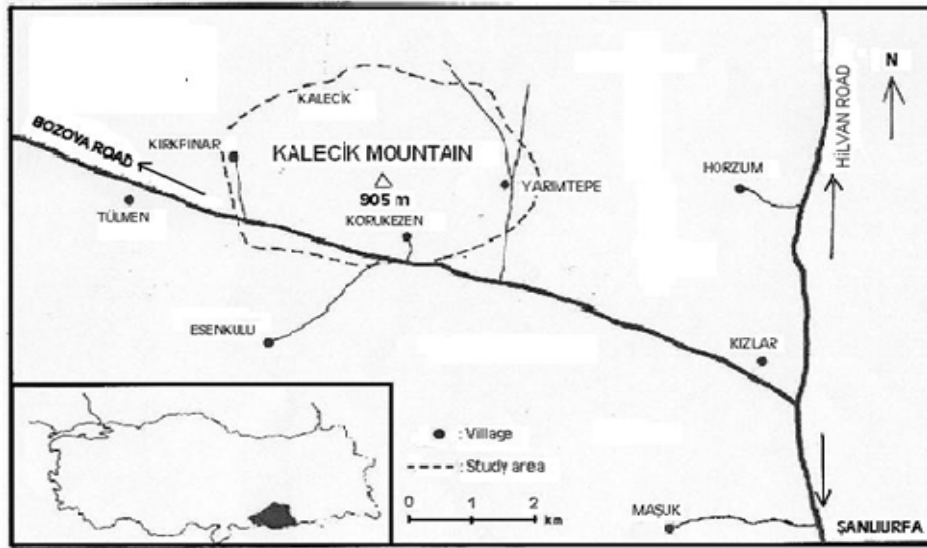 N
KALECİK
BOZOVA ROAD
KIRKPINAR
KALECİK MOUNTAIN
905 m
KORUKEZEN
YARIMTEPE
HORZUM
HİLVAN ROAD
TÜLMEN
ESENKULU
KIZLAR
: Village
: Study area
0 1 2
km
MAŞUK
ŞANLIURFA